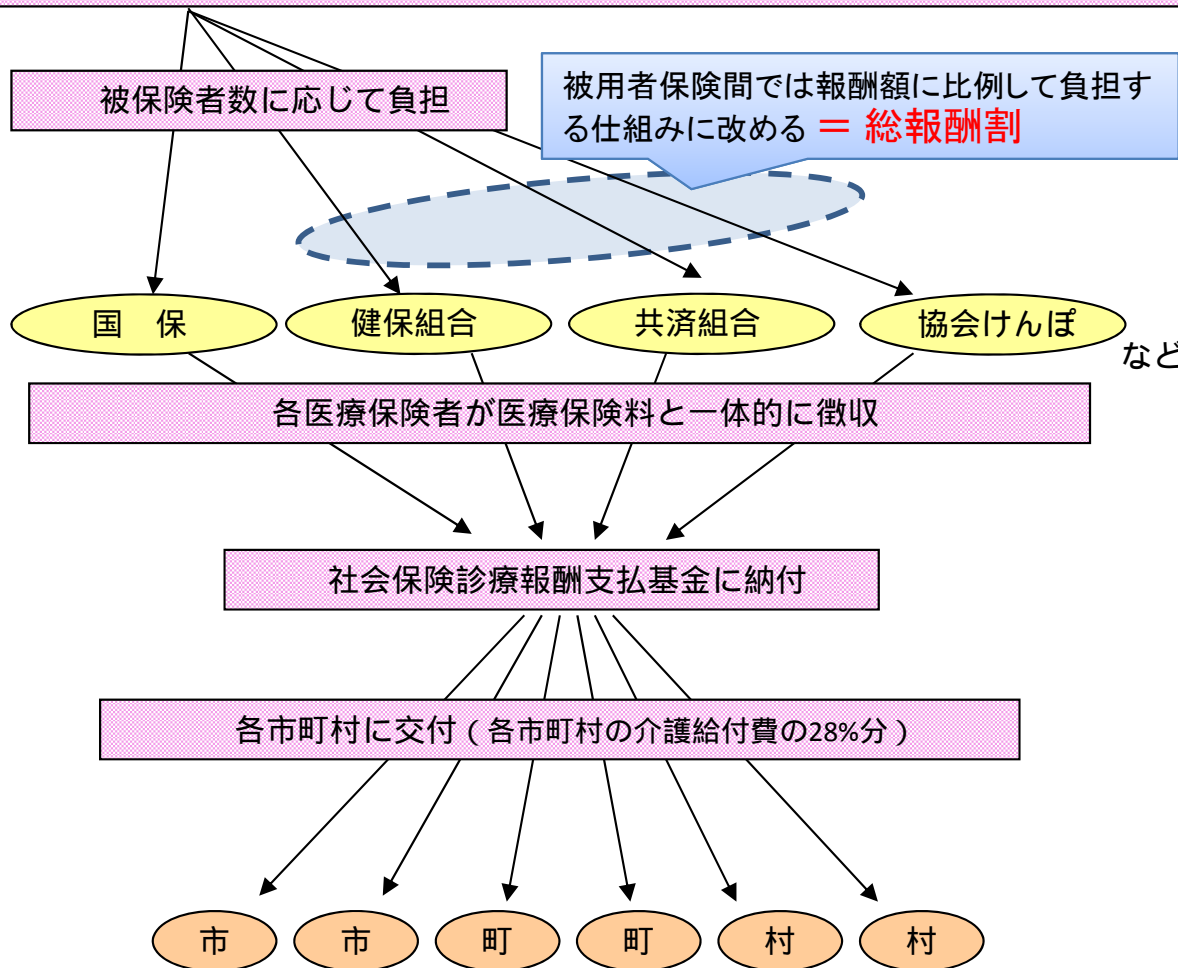 被保険者数に応じて負担
被用者保険間では報酬額に比例して負担す
る仕組みに改める ＝ 総報酬割
国　保
健保組合
共済組合
協会けんぽ
など
各医療保険者が医療保険料と一体的に徴収
社会保険診療報酬支払基金に納付
各市町村に交付（各市町村の介護給付費の28%分）
市
市
町
町
村
村